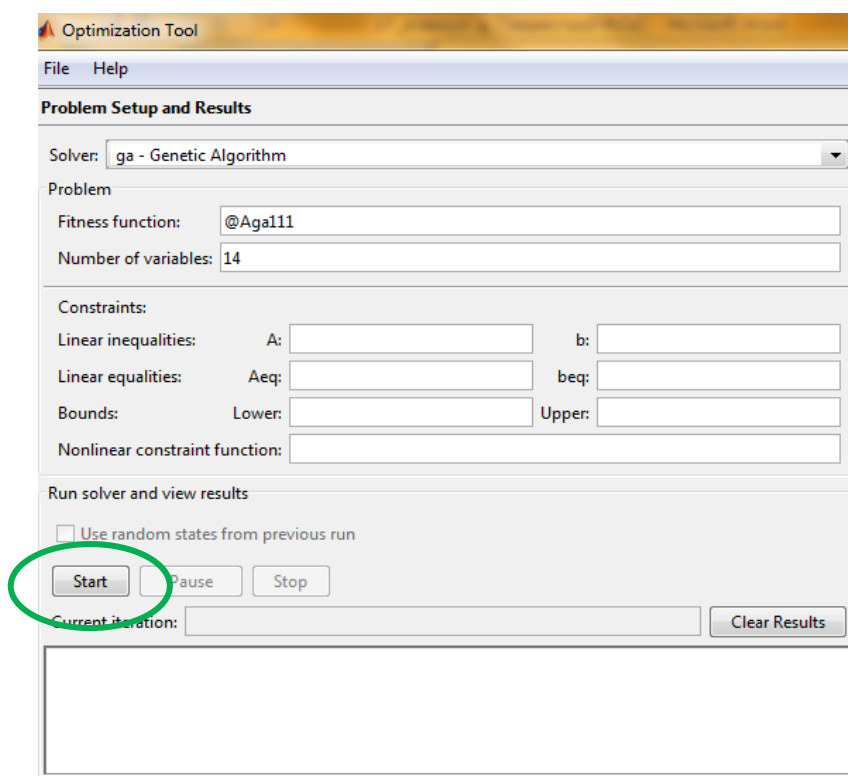 Optimization Tool
File Help
Problem Setup and Results
Solver: ga - Genetic Algorithm
Problem
Fitness function: @Aga111
Number of variables: 14
Constraints:
Linear inequalities: A: b:
Linear equalities: Aeq: beq:
Bounds: Lower: Upper:
Nonlinear constraint function:
Run solver and view results
Use random states from previous run
Start Pause Stop
Current iteration: Clear Results